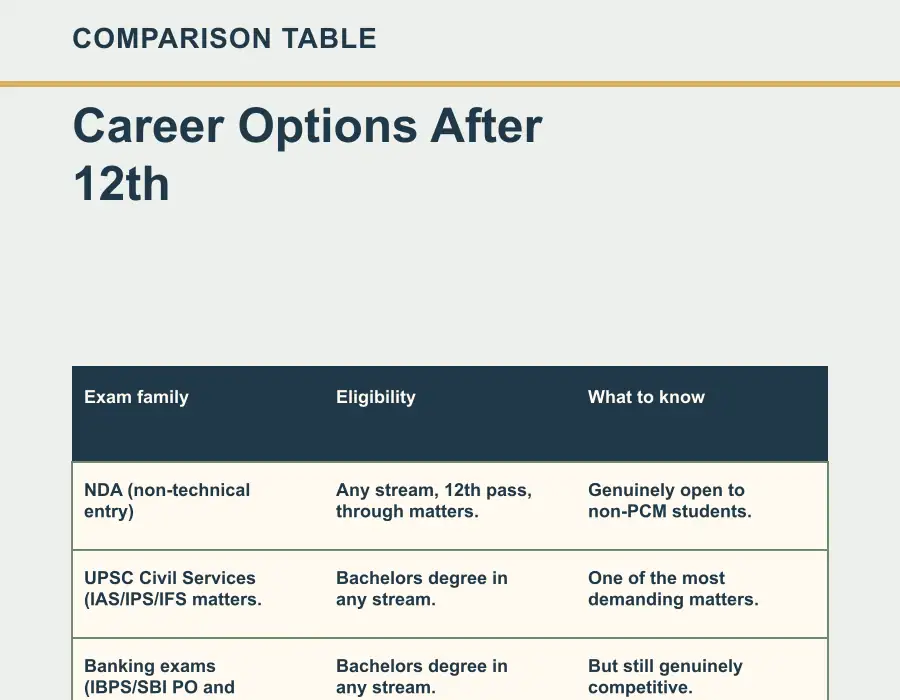 COMPARISON TABLE
Career Options After
12th
Exam family Eligibility What to know
NDA (non-technical
entry)
Any stream, 12th pass,
through matters.
Genuinely open to
non-PCM students.
UPSC Civil Services
(IAS/IPS/IFS matters.
Bachelors degree in
any stream.
One of the most
demanding matters.
Banking exams
(IBPS/SBI PO and
Bachelors degree in
any stream.
But still genuinely
competitive.